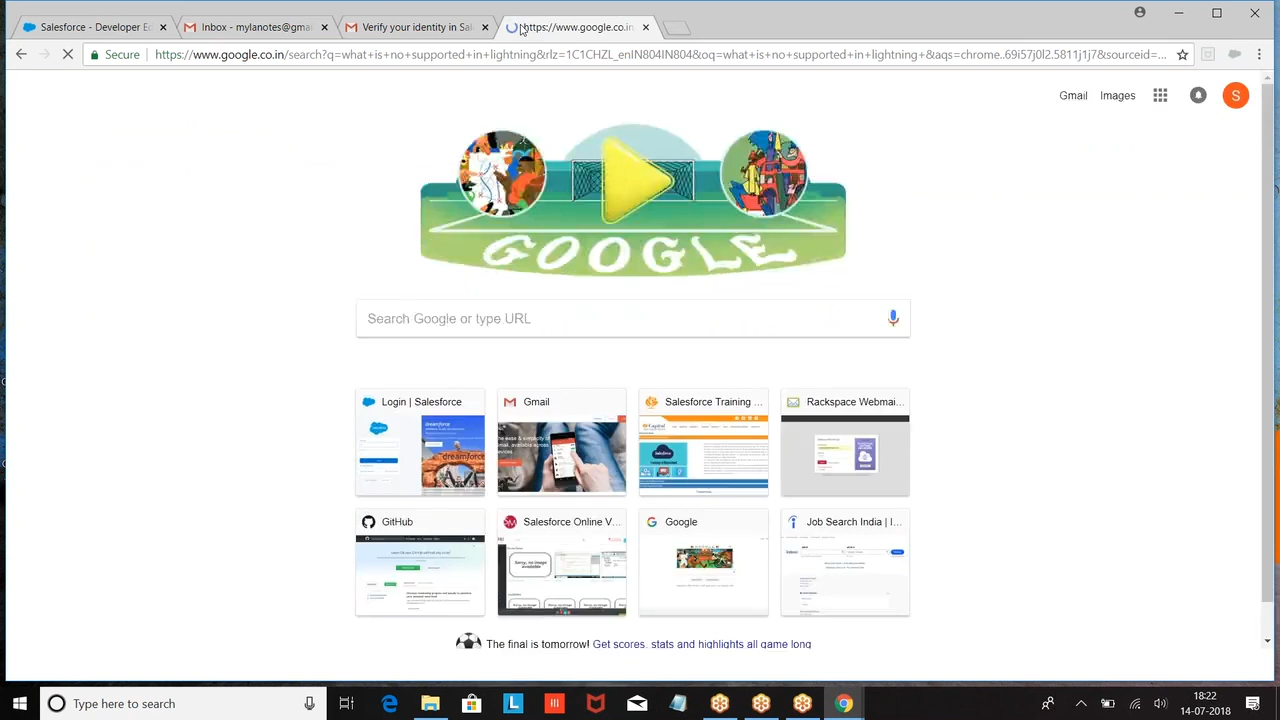 Salesforce - Developer E
Inbox - mylanotes@gma
Verify your identity in Sal
https://www.google.co.in
Secure
https://www.google.co.in/search?q=what+is+no+supported+in+lightning&rlz=1C1CHZL_enIN804IN804&oq=what+is+no+supported+in+lightning+&aqs=chrome..69i57j0l2.5811j1j7&sourceid=...
Gmail
Images
S
GOOGLE
Search Google or type URL
Login | Salesforce
Gmail
Salesforce Training ...
Rackspace Webmai...
GitHub
Salesforce Online V...
Google
Job Search India | I...
The final is tomorrow! Get scores, stats and highlights all game long
Type here to search
18:22
14-07-2018